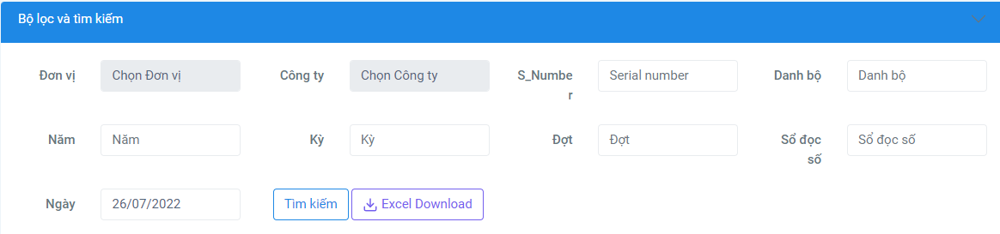 Bộ lọc và tìm kiếm
Đơn vị
Chọn Đơn vị
Công ty
Chọn Công ty
S_Numbe
r
Serial number
Danh bộ
Danh bộ
Năm
Năm
Kỳ
Kỳ
Đợt
Đợt
Sổ đọc
số
Sổ đọc số
Ngày
26/07/2022
Tìm kiếm
Excel Download